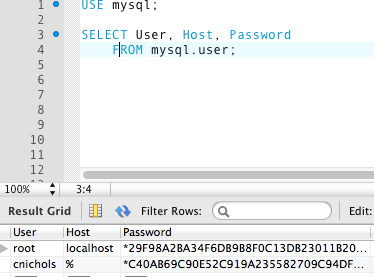 1 USE mysql;
2
3 SELECT User, Host, Password
4 FROM mysql.user;
5
6
7
8
9
10
11
12
100% 3:4
Result Grid Filter Rows: Edit:
User Host Password
root localhost *29F98A2BA34F6DB9B8F0C13DB23011B20...
cnichols % *C40AB69C90E52C919A235582709C94DF...